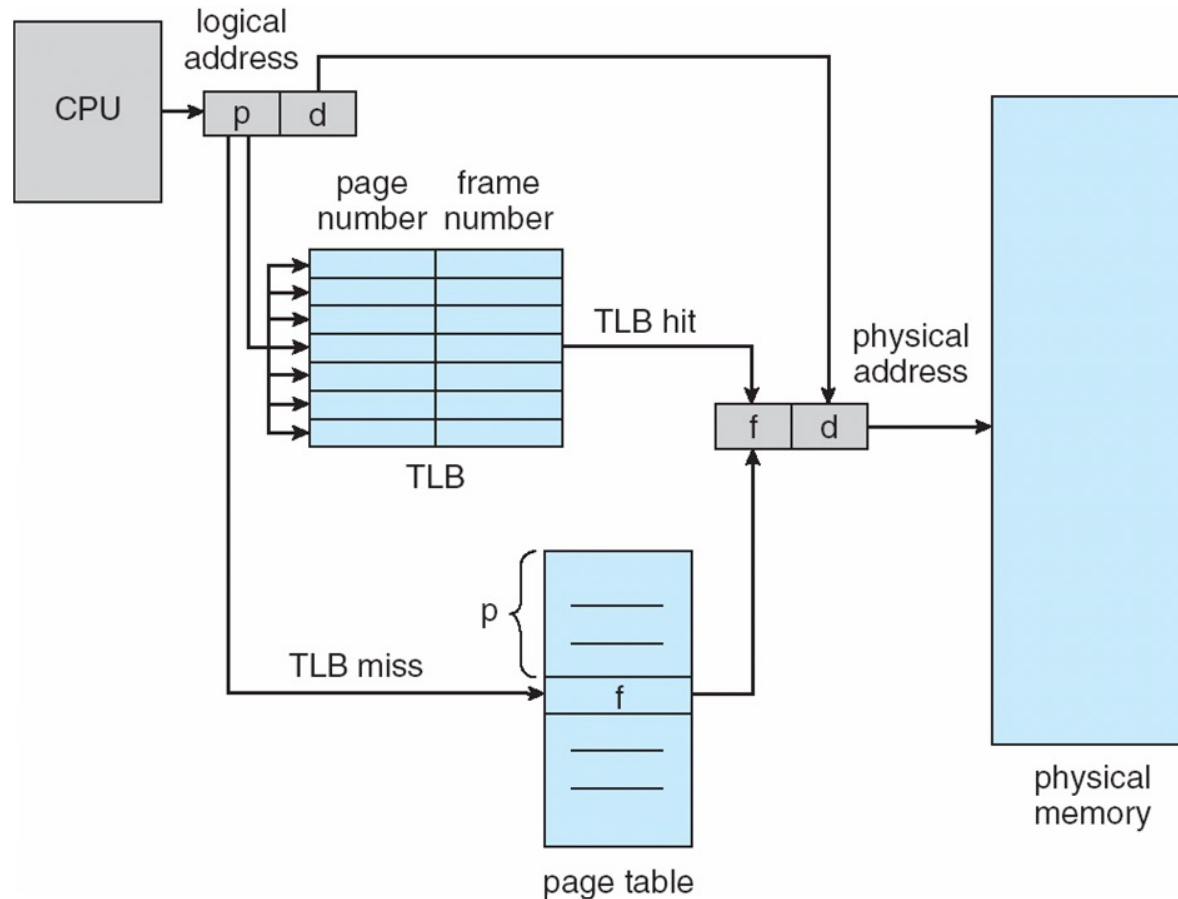 logical
address
CPU
p
d
page
number
frame
number
TLB hit
TLB
physical
address
f
d
p
TLB miss
f
page table
physical
memory